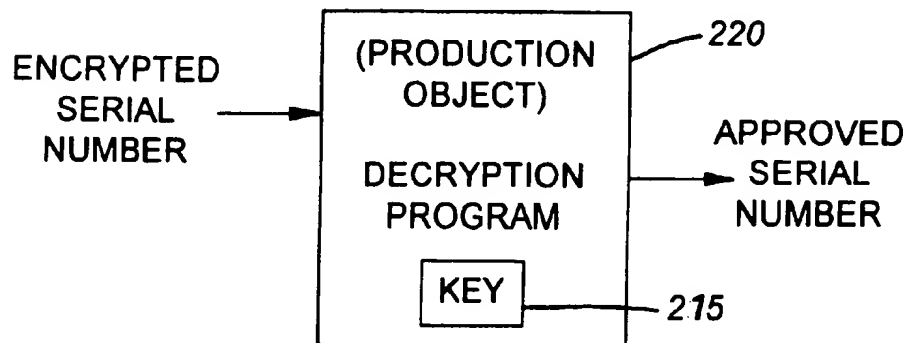 ENCRYPTED
SERIAL
NUMBER
(PRODUCTION
OBJECT)
DECRYPTION
PROGRAM
KEY
220
APPROVED
SERIAL
NUMBER
215